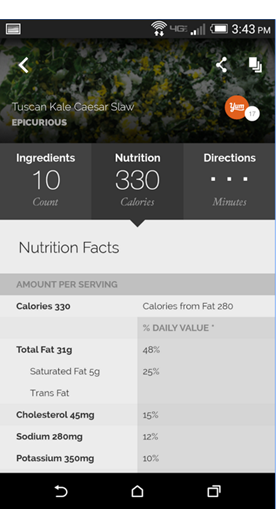 4G 3:43 PM
Tuscan Kale Caesar Slaw
EPICURIOUS
Yum
17
Ingredients Nutrition Directions
10 330 ...
Count Calories Minutes
Nutrition Facts
AMOUNT PER SERVING
Calories 330 Calories from Fat 280
% DAILY VALUE *
Total Fat 31g 48%
Saturated Fat 5g 25%
Trans Fat
Cholesterol 45mg 15%
Sodium 280mg 12%
Potassium 350mg 10%